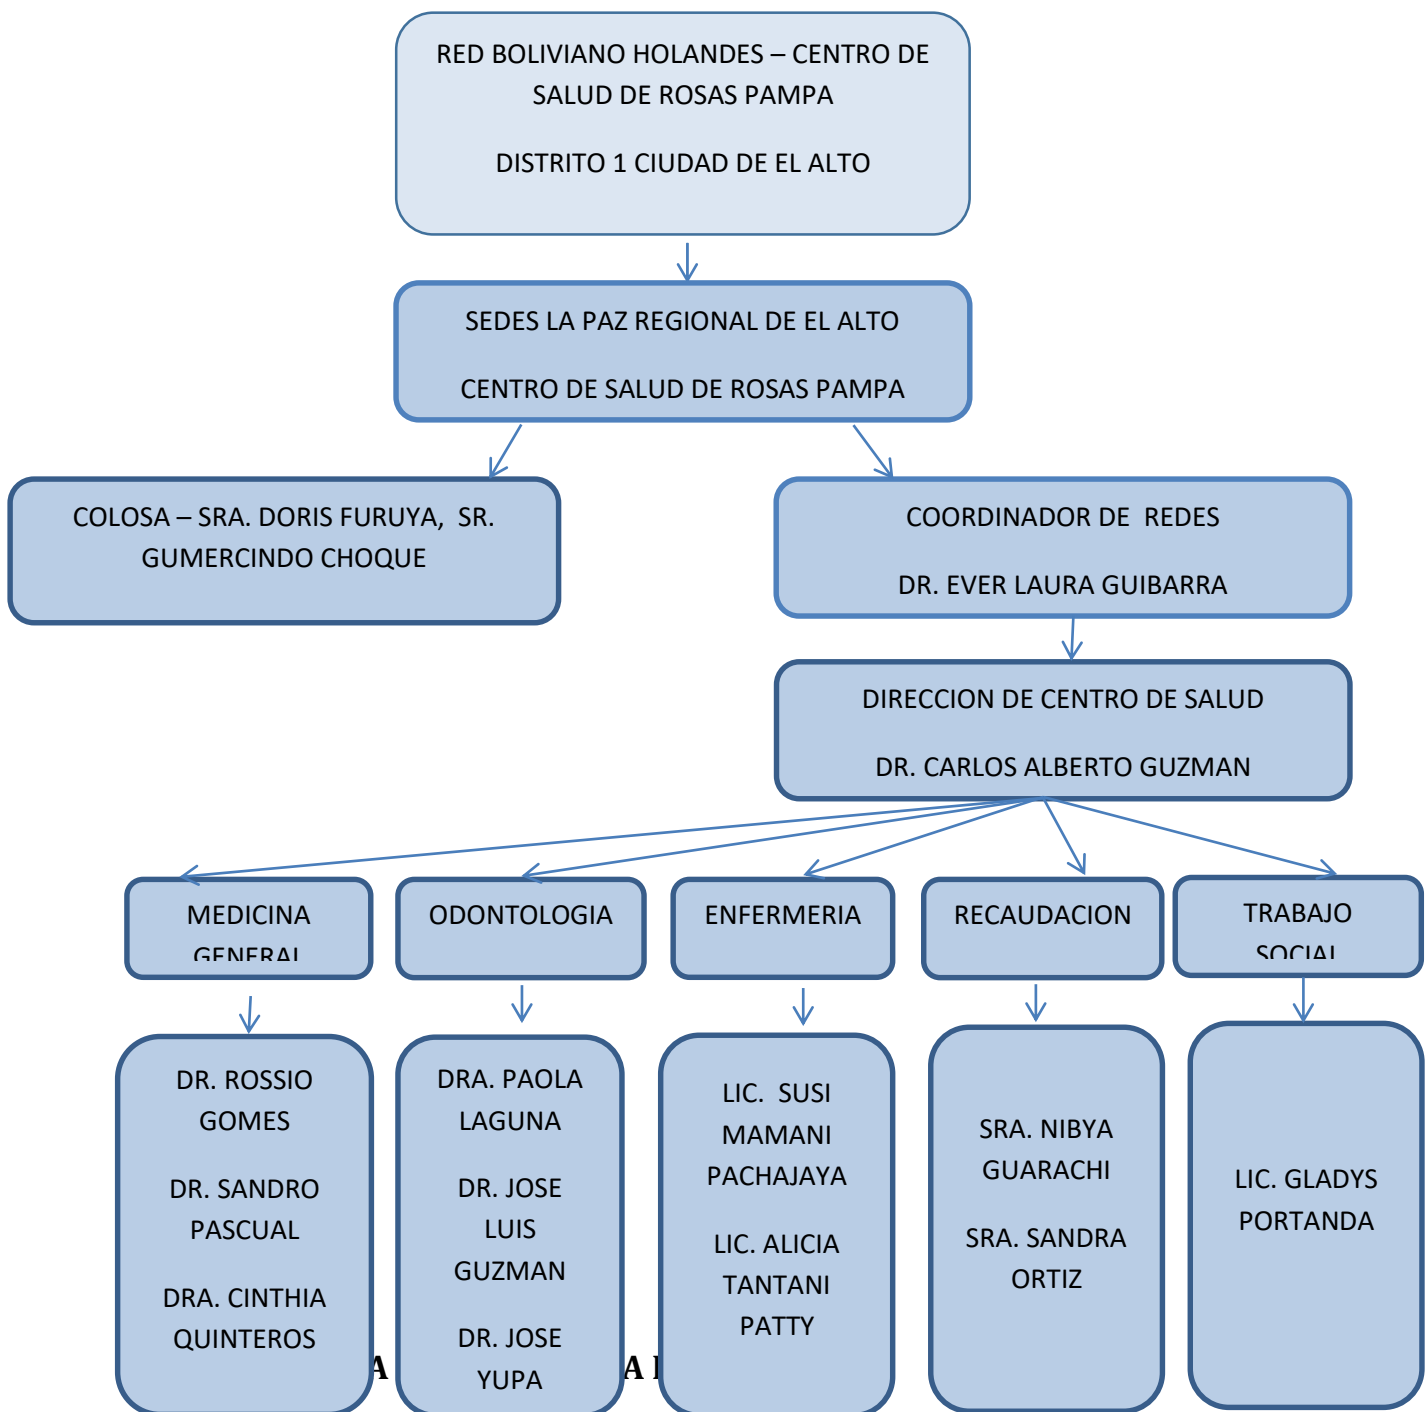 RED BOLIVIANO HOLANDES – CENTRO DE
SALUD DE ROSAS PAMPA
DISTRITO 1 CIUDAD DE EL ALTO
SEDES LA PAZ REGIONAL DE EL ALTO
CENTRO DE SALUD DE ROSAS PAMPA
COLOSA – SRA. DORIS FURUYA, SR.
GUMERCINDO CHOQUE
COORDINADOR DE REDES
DR. EVER LAURA GUIBARRA
DIRECCION DE CENTRO DE SALUD
DR. CARLOS ALBERTO GUZMAN
MEDICINA
GENERAL
ODONTOLOGIA
ENFERMERIA
RECAUDACION
TRABAJO
SOCIAL
DR. ROSSIO
GOMES
DR. SANDRO
PASCUAL
DRA. CINTHIA
QUINTEROS
DRA. PAOLA
LAGUNA
DR. JOSE
LUIS
GUZMAN
DR. JOSE
YUPA
LIC. SUSI
MAMANI
PACHAJAYA
LIC. ALICIA
TANTANI
PATTY
SRA. NIBYA
GUARACHI
SRA. SANDRA
ORTIZ
LIC. GLADYS
PORTANDA